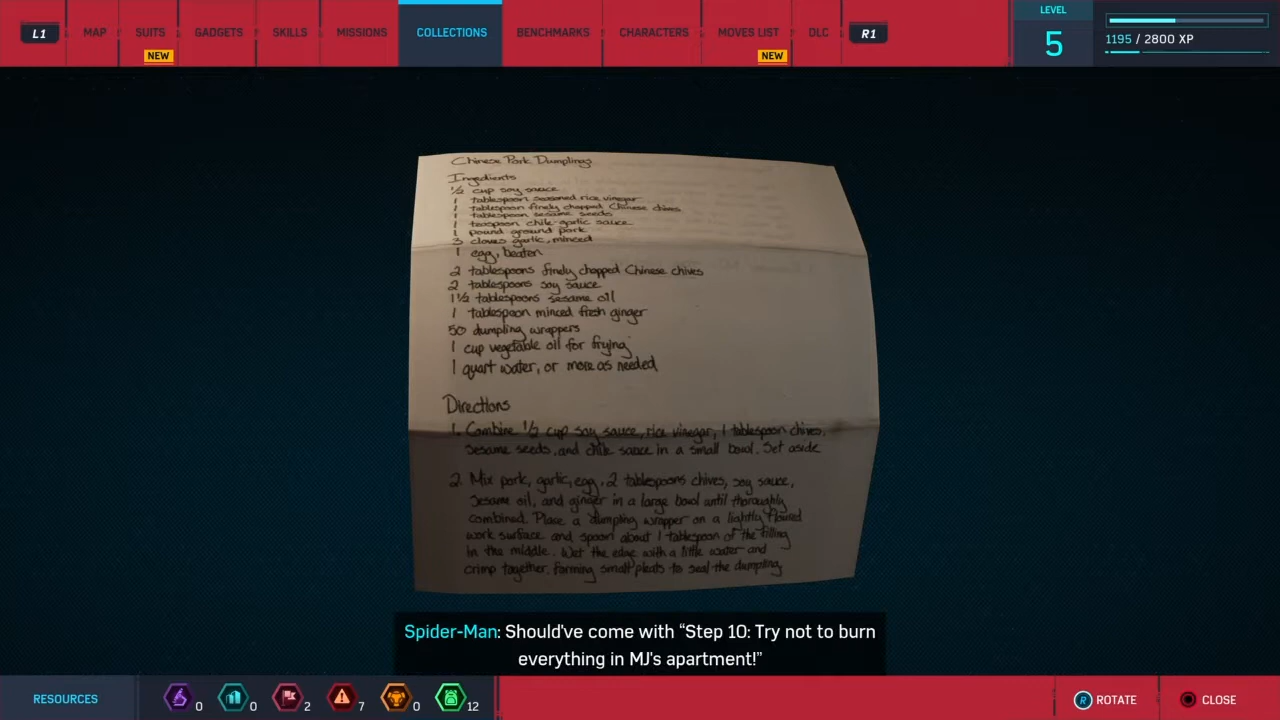 L1 MAP SUITS GADGETS SKILLS MISSIONS COLLECTIONS BENCHMARKS CHARACTERS MOVES LIST DLC R1
NEW NEW
LEVEL
5
1195 / 2800 XP
Chinese Pork Dumplings
Ingredients
1/2 cup soy sauce
1 tablespoon seasoned rice vinegar
1 tablespoon finely chopped Chinese chives
1 tablespoon sesame seeds
1 teaspoon chile-garlic sauce
1 pound ground pork
3 cloves garlic, minced
1 egg, beaten
2 tablespoons finely chopped Chinese chives
2 tablespoons soy sauce
1 1/2 tablespoons sesame oil
1 tablespoon minced fresh ginger
50 dumpling wrappers
1 cup vegetable oil for frying
1 quart water, or more as needed
Directions
1. Combine 1/2 cup soy sauce, rice vinegar, 1 tablespoon chives,
sesame seeds, and chile sauce in a small bowl. Set aside
2. Mix pork, garlic, egg, 2 tablespoons chives, soy sauce,
sesame oil, and ginger in a large bowl until thoroughly
combined. Place a dumpling wrapper on a lightly floured
work surface and spoon about 1 tablespoon of the filling
in the middle. Wet the edge with a little water and
crimp together, forming small pleats to seal the dumpling
Spider-Man: Should've come with “Step 10: Try not to burn
everything in MJ's apartment!”
RESOURCES 0 0 2 7 0 12
R ROTATE CLOSE